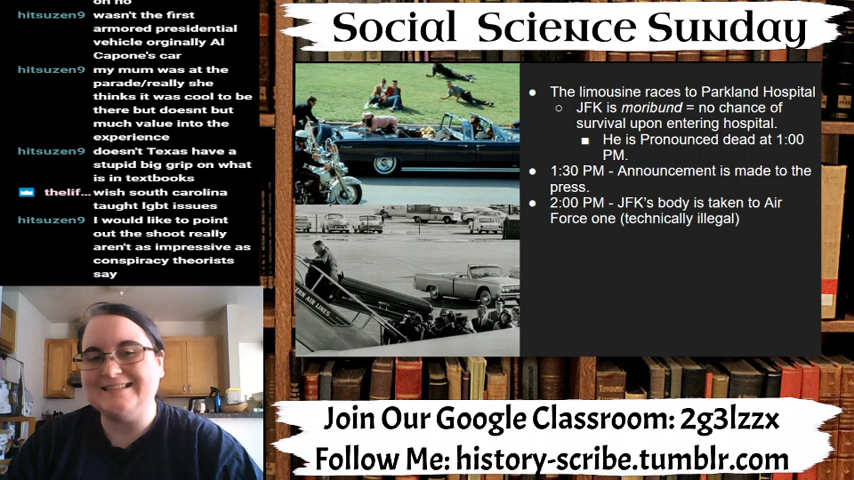 on no
hitsuzen9 wasn't the first
armored presidential
vehicle orginally Al
Capone's car
hitsuzen9 my mum was at the
parade/really she
thinks it was cool to be
there but doesnt but
much value into the
experience
hitsuzen9 doesn't Texas have a
stupid big grip on what
is in textbooks
thelif... wish south carolina
taught lgbt issues
hitsuzen9 I would like to point
out the shoot really
aren't as impressive as
conspiracy theorists
say
Social Science Sunday
The limousine races to Parkland Hospital
JFK is moribund = no chance of
survival upon entering hospital.
He is Pronounced dead at 1:00
PM.
1:30 PM - Announcement is made to the
press.
2:00 PM - JFK's body is taken to Air
Force one (technically illegal)
Join Our Google Classroom: 2g3lzzx
Follow Me: history-scribe.tumblr.com